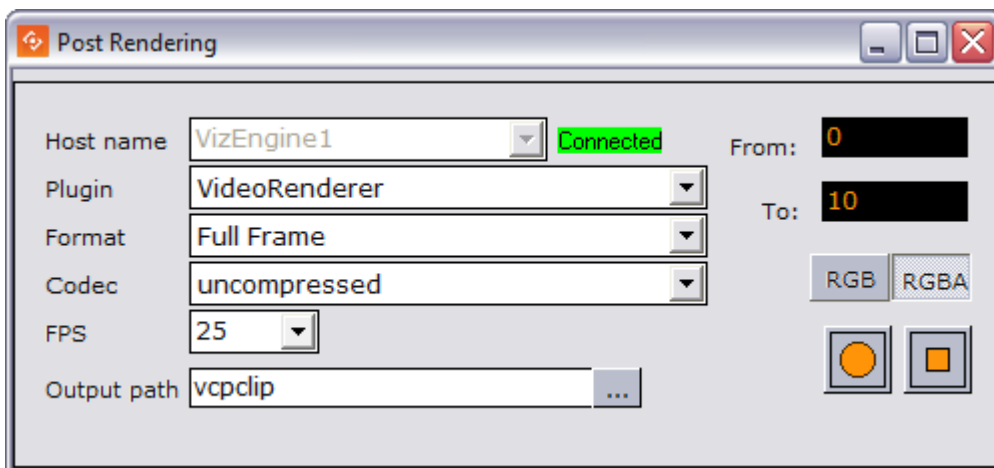 Post Rendering
Host name VizEngine1 Connected From: 0
Plugin VideoRenderer
To: 10
Format Full Frame
Codec uncompressed RGB RGBA
FPS 25
Output path vcpclip ...